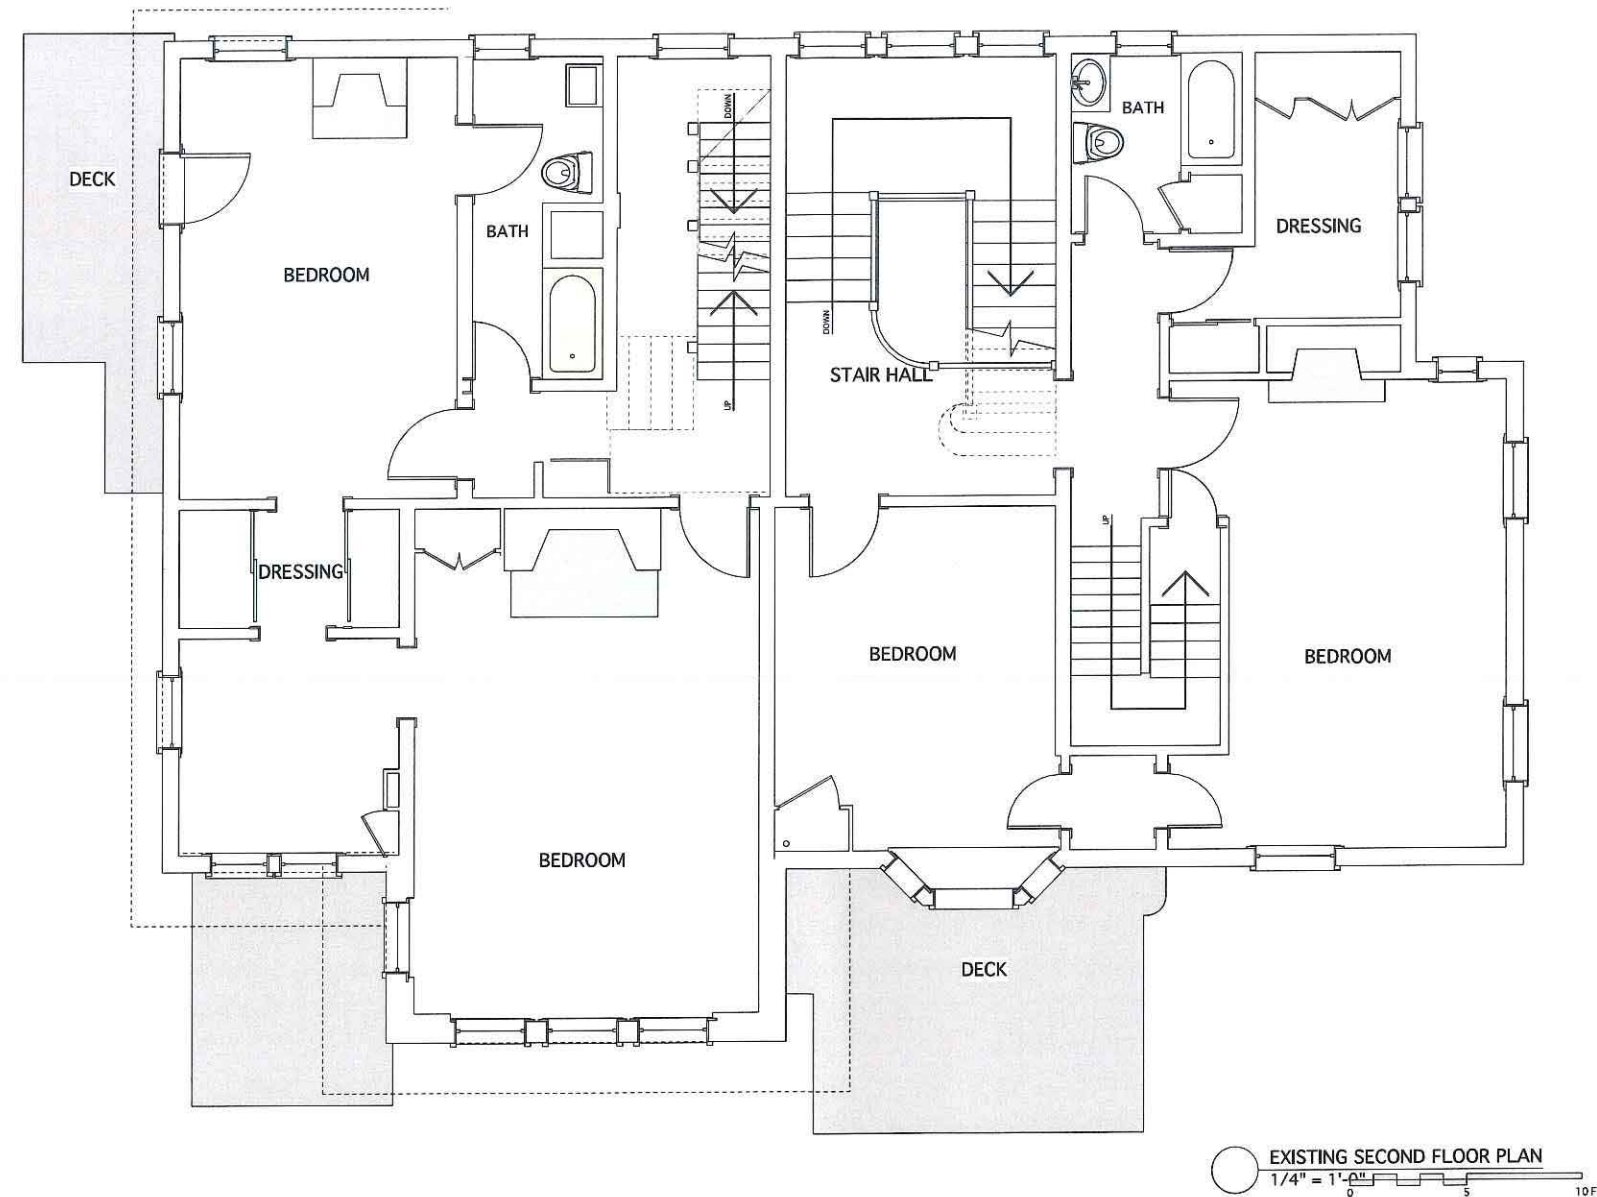 DOWN
BATH
DECK
BATH
DRESSING
BEDROOM
DOWN
STAIR HALL
UP
UP
DRESSING
BEDROOM
BEDROOM
BEDROOM
DECK
EXISTING SECOND FLOOR PLAN
1/4" = 1'-0"
0 5 10F